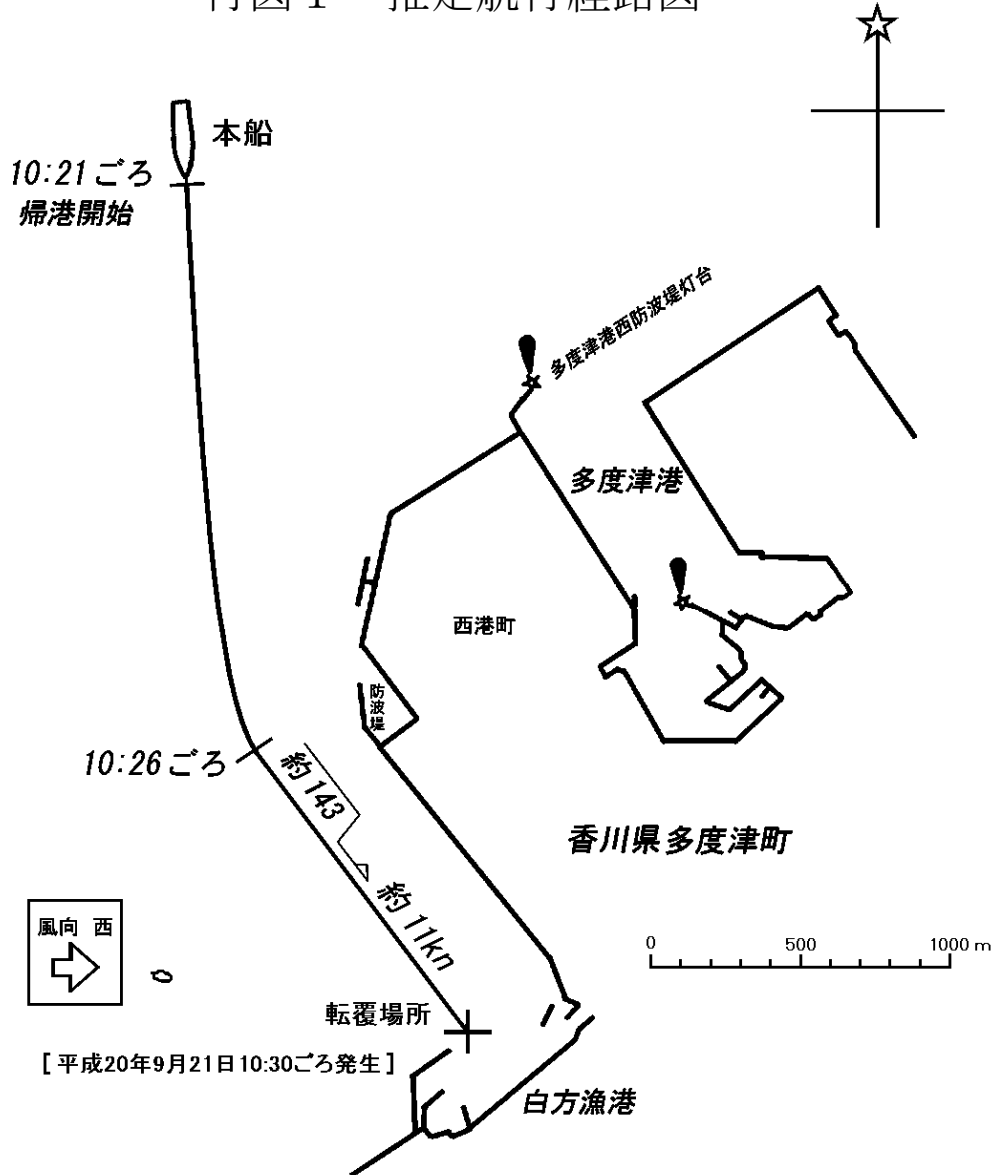 付図1 推定航行経路図
本船
10:21ごろ
帰港開始
多度津港西防波堤灯台
多度津港
西港町
防波堤
10:26ごろ
約143
約11kn
香川県多度津町
風向 西
0 500 1000 m
転覆場所
[平成20年9月21日10:30ごろ発生]
白方漁港